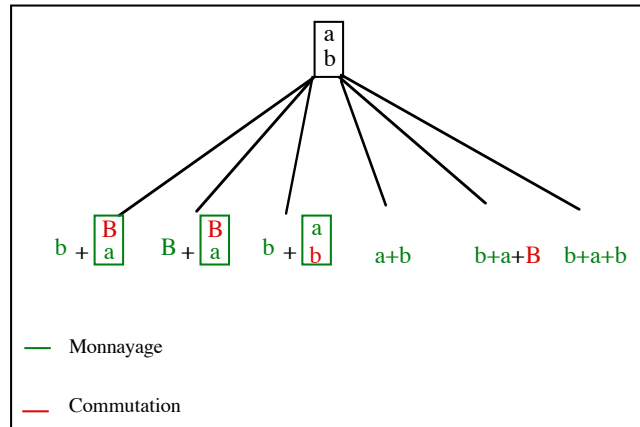 a
b
b + B a
B + B a
b + a b
a+b
b+a+B
b+a+b
Monnayage
Commutation